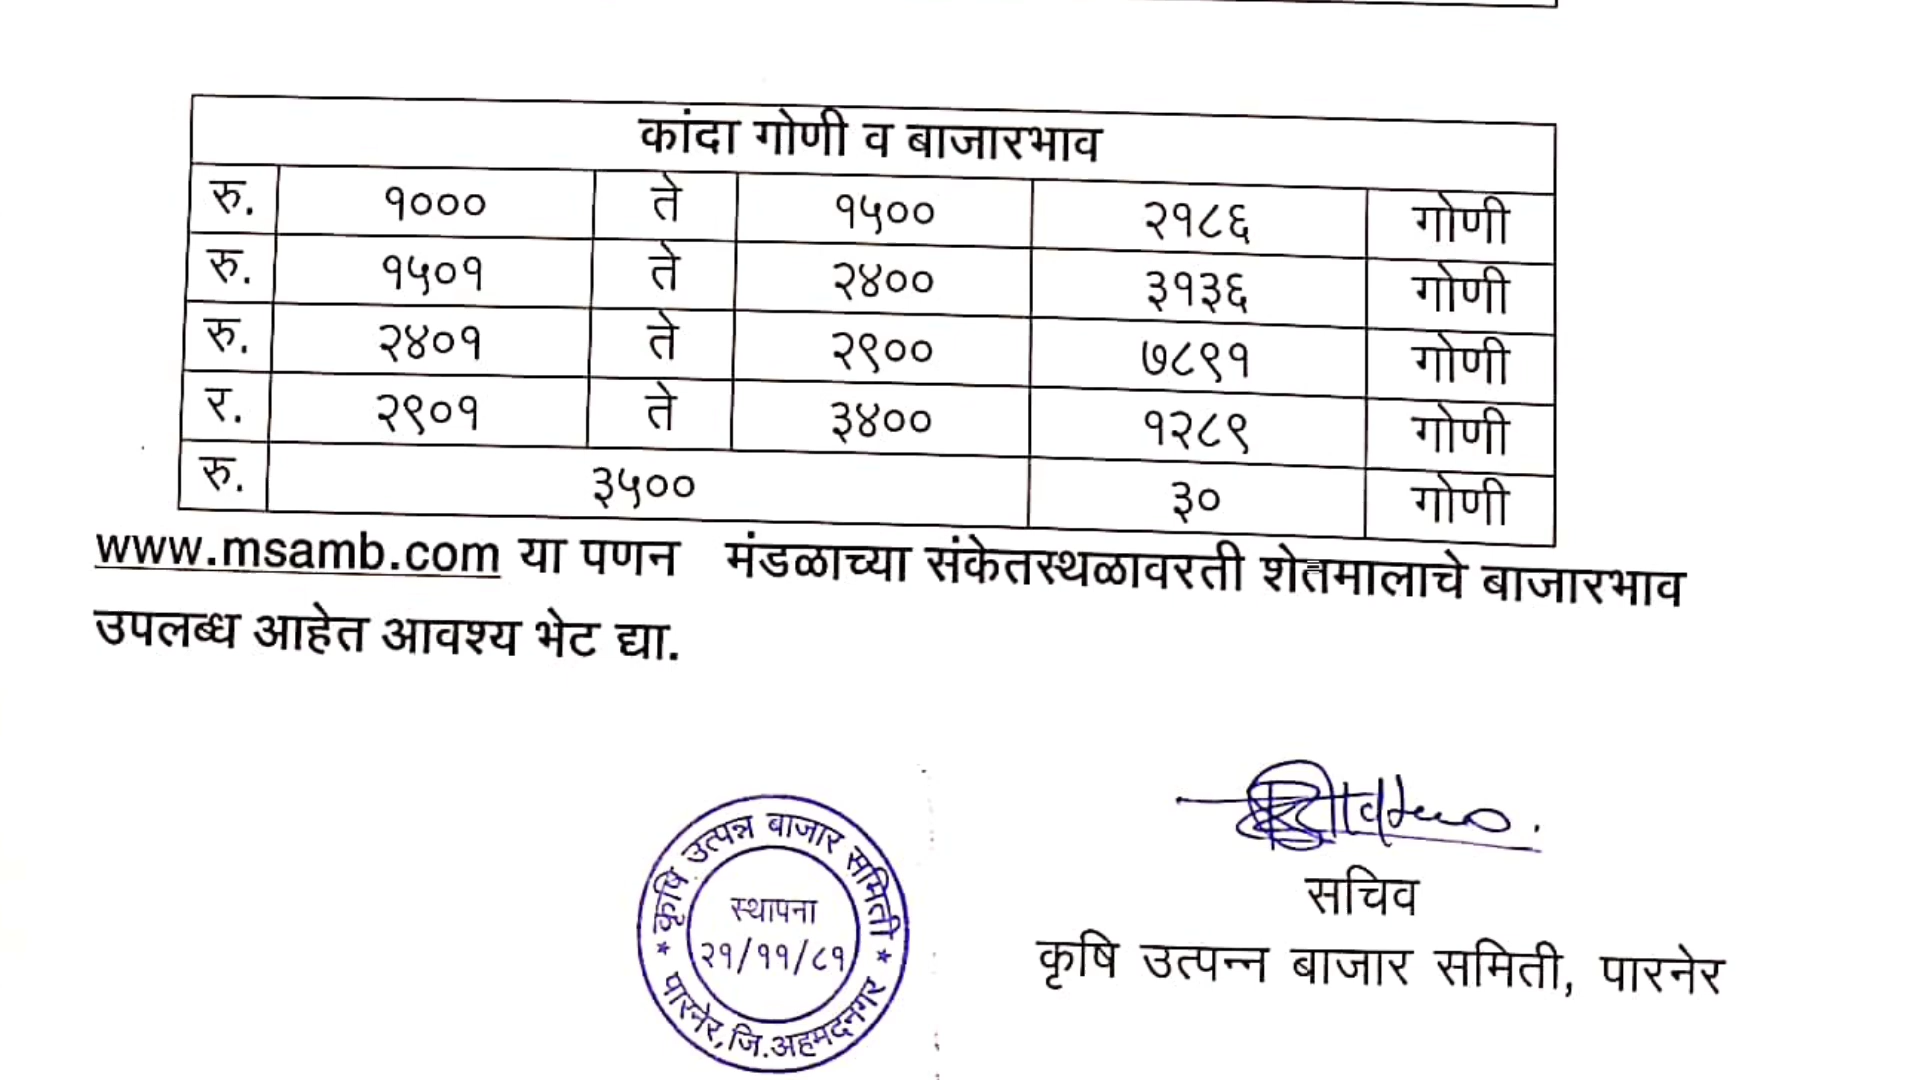 कांदा गोणी व बाजारभाव
रु. १००० ते १५०० २१८६ गोणी
रु. १५०१ ते २४०० ३१३६ गोणी
रु. २४०१ ते २९०० ७८९१ गोणी
र. २९०१ ते ३४०० १२८९ गोणी
रु. ३५०० ३० गोणी
www.msamb.com या पणन मंडळाच्या संकेतस्थळावरती शेतमालाचे बाजारभाव
उपलब्ध आहेत आवश्य भेट द्या.
कृषि उत्पन्न बाजार समिती
स्थापना
२१/११/८१
पारनेर,जि.अहमदनगर
सचिव
कृषि उत्पन्न बाजार समिती, पारनेर